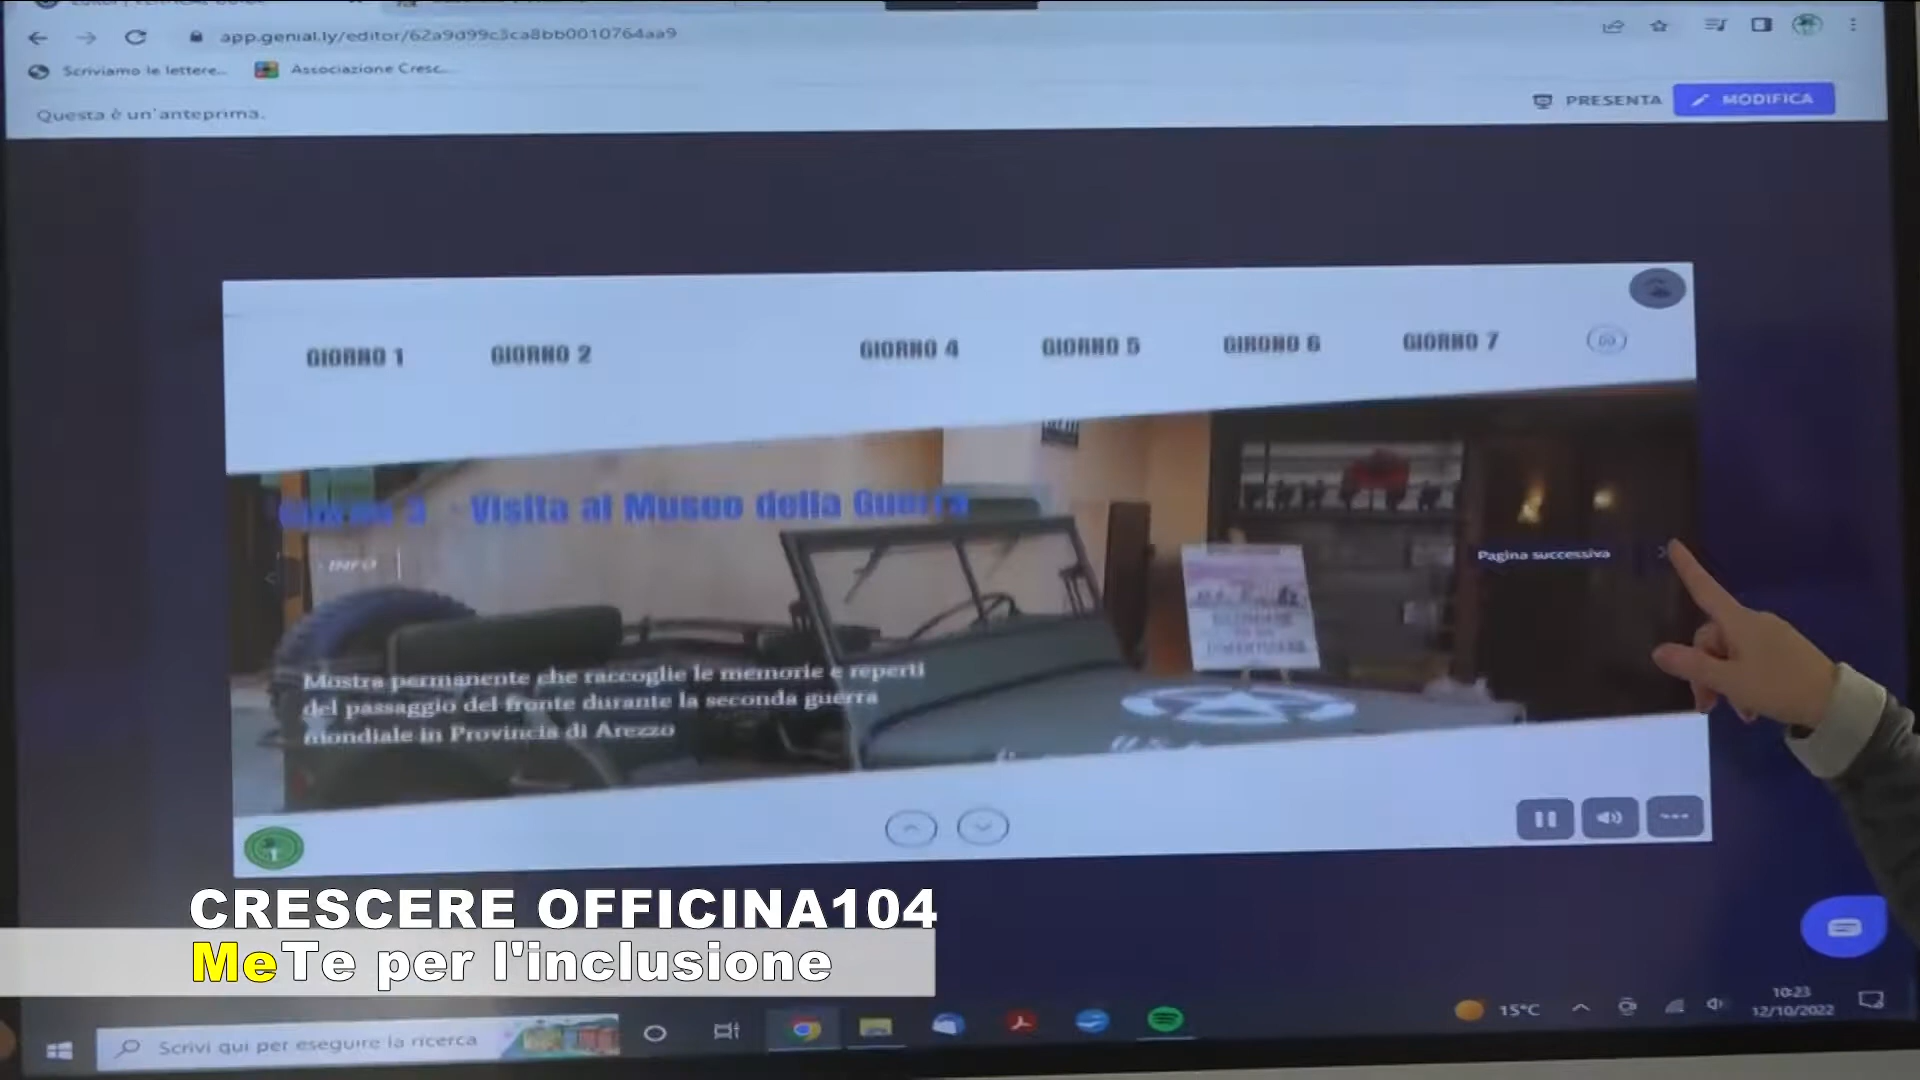 app.genial.ly/editor/62a9d99c3ca8bb0010764aa9
Scriviamo le lettere...
Associazione Cresc...
Questa è un'anteprima.
PRESENTA
MODIFICA
GIORNO 1
GIORNO 2
GIORNO 4
GIORNO 5
GIRONO 6
GIORNO 7
Giorno 3 - Visita al Museo della Guerra
INFO
Pagina successiva
Mostra permanente che raccoglie le memorie e reperti
del passaggio del fronte durante la seconda guerra
mondiale in Provincia di Arezzo
CRESCERE OFFICINA104
MeTe per l'inclusione
Scrivi qui per eseguire la ricerca
15°C
10:23
12/10/2022